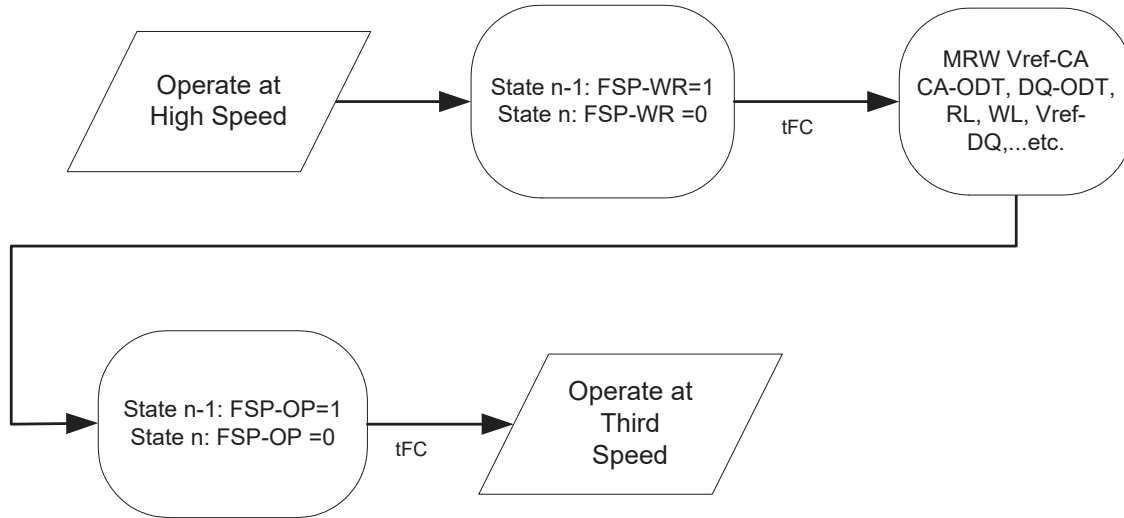 Operate at
High Speed
State n-1: FSP-WR=1
State n: FSP-WR =0
tFC
MRW Vref-CA
CA-ODT, DQ-ODT,
RL, WL, Vref-
DQ,...etc.
State n-1: FSP-OP=1
State n: FSP-OP =0
tFC
Operate at
Third
Speed